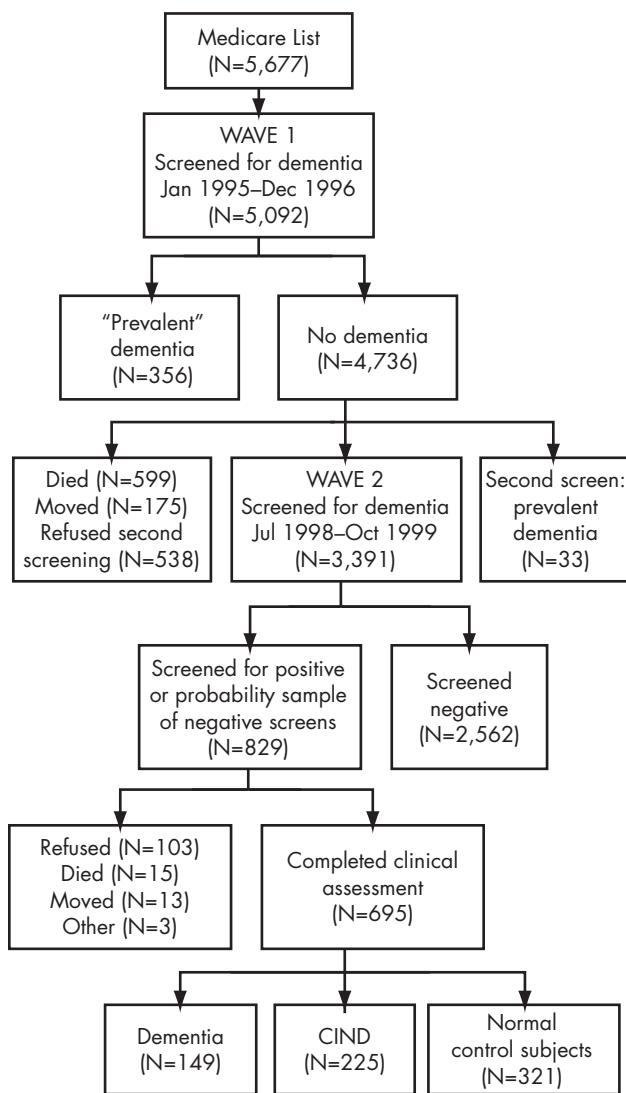 Medicare List
(N=5,677)
WAVE 1
Screened for dementia
Jan 1995–Dec 1996
(N=5,092)
“Prevalent”
dementia
(N=356)
No dementia
(N=4,736)
Died (N=599)
Moved (N=175)
Refused second
screening (N=538)
WAVE 2
Screened for dementia
Jul 1998–Oct 1999
(N=3,391)
Second screen:
prevalent
dementia
(N=33)
Screened for positive
or probability sample
of negative screens
(N=829)
Screened
negative
(N=2,562)
Refused (N=103)
Died (N=15)
Moved (N=13)
Other (N=3)
Completed clinical
assessment
(N=695)
Dementia
(N=149)
CIND
(N=225)
Normal
control subjects
(N=321)